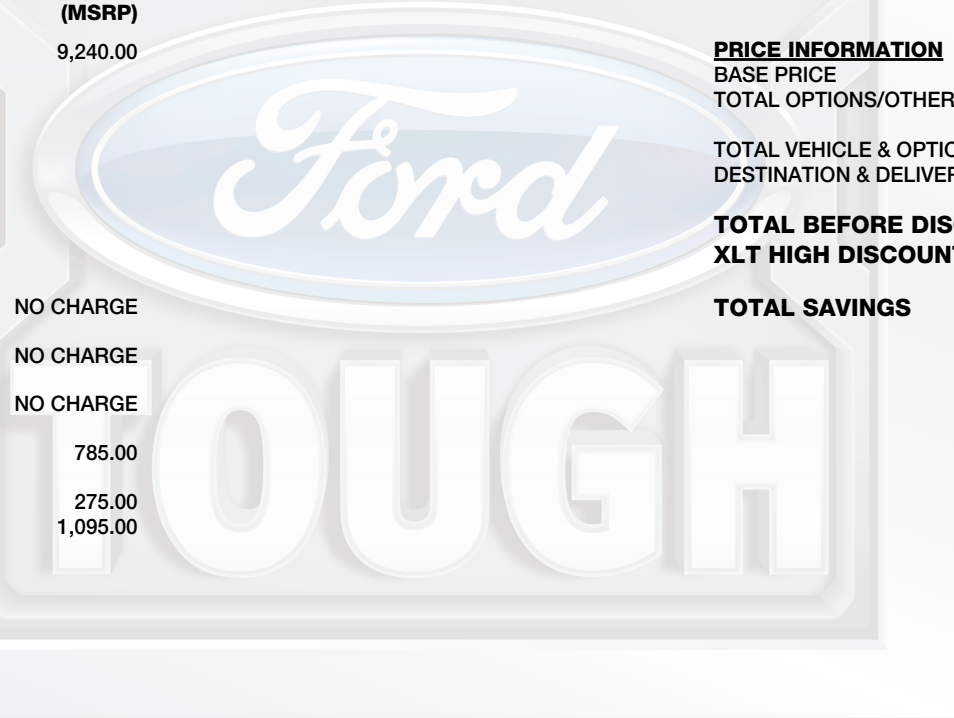 (MSRP)
9,240.00
NO CHARGE
NO CHARGE
NO CHARGE
785.00
275.00
1,095.00
PRICE INFORMATION
BASE PRICE
TOTAL OPTIONS/OTHER
TOTAL VEHICLE & OPTIO
DESTINATION & DELIVER
TOTAL BEFORE DIS
XLT HIGH DISCOUNT
TOTAL SAVINGS
Ford
TOUGH